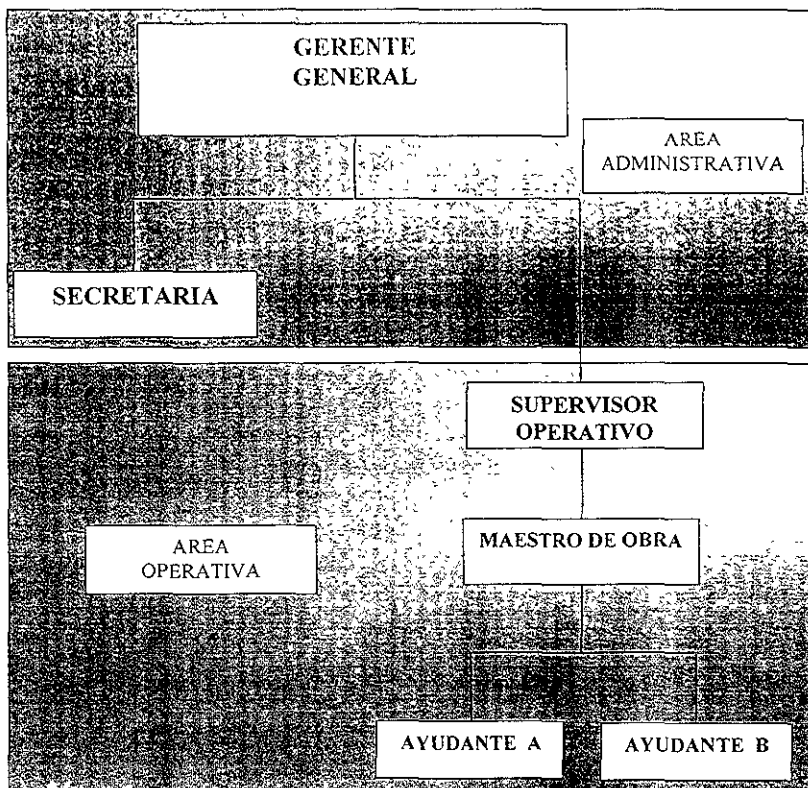 GERENTE
GENERAL
AREA
ADMINISTRATIVA
SECRETARIA
SUPERVISOR
OPERATIVO
AREA
OPERATIVA
MAESTRO DE OBRA
AYUDANTE A
AYUDANTE B